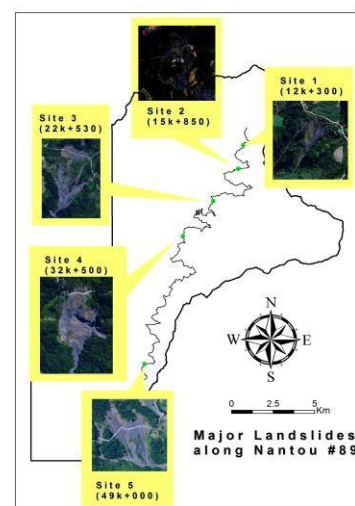 Site 1
(12k+300)
Site 2
(15k+850)
Site 3
(22k+530)
Site 4
(32k+500)
N
W E
S
0 2.5 5
Km
Major Landslides
along Nantou #89
Site 5
(49k+000)